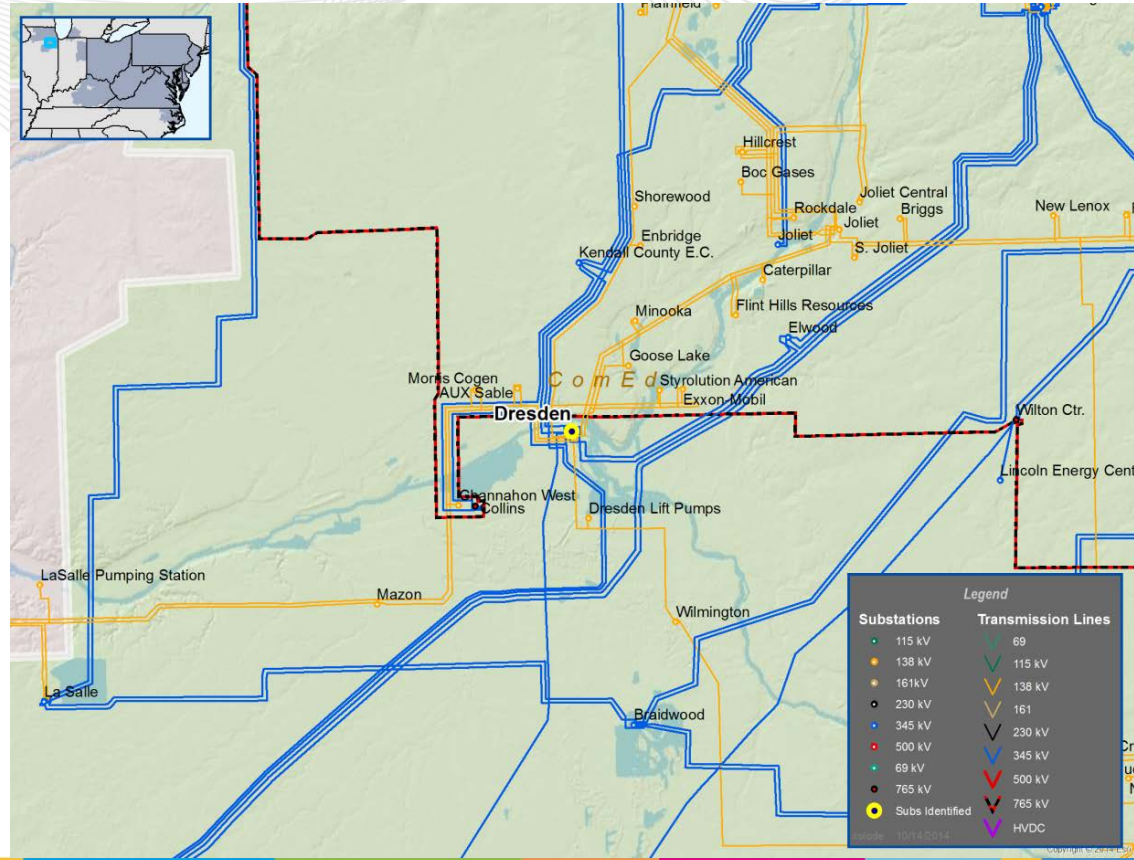 Plainfield
Hillcrest
Boc Gases
Shorewood
Joliet Central
Rockdale
Briggs
New Lenox
Joliet
Enbridge
Joliet
S. Joliet
Kendall County E.C.
Caterpillar
Minooka
Flint Hills Resources
Elwood
Goose Lake
Morris Cogen
ComEd
Styrolution American
AUX Sable
Exxon-Mobil
Dresden
Wilton Ctr.
Lincoln Energy Cent
Channahon West
Collins
Dresden Lift Pumps
LaSalle Pumping Station
Mazon
Wilmington
La Salle
Braidwood
Legend
Substations
115 kV
138 kV
161kV
230 kV
345 kV
500 kV
69 kV
765 kV
Subs Identified
Transmission Lines
69
115 kV
138 kV
161
230 kV
345 kV
500 kV
765 kV
HVDC
10/14/2014